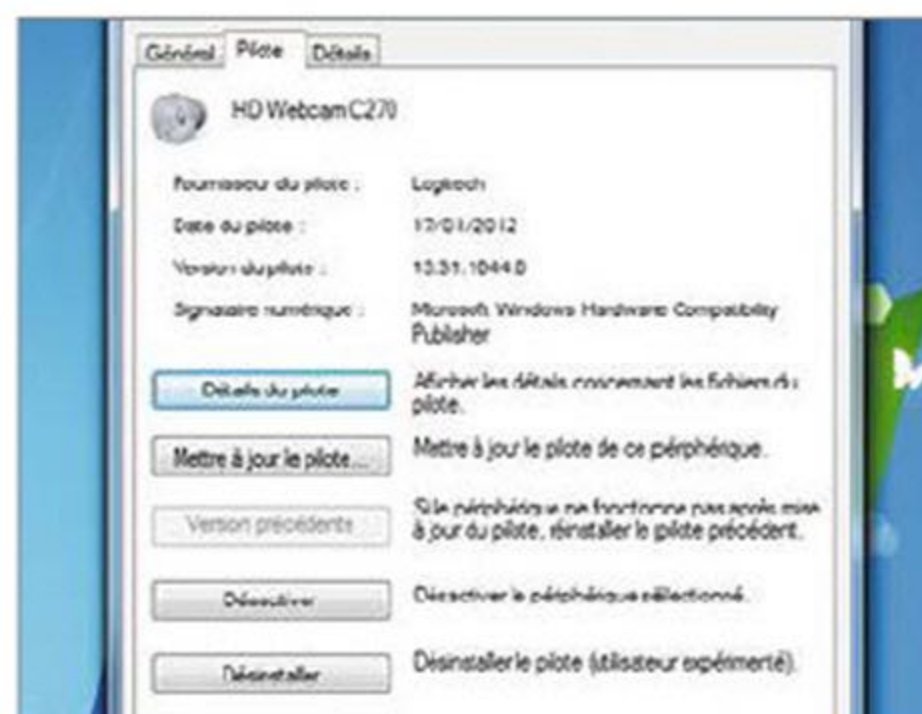 Général Pilote Détails
HD Webcam C270
Fournisseur du pilote : Logitech
Date du pilote : 17/01/2012
Version du pilote : 13.31.1044.0
Signataire numérique : Microsoft Windows Hardware Compatibility
Publisher
Détails du pilote Afficher les détails concernant les fichiers du
pilote.
Mettre à jour le pilote... Mettre à jour le pilote de ce périphérique.
Si le périphérique ne fonctionne pas après mise
Version précédente à jour du pilote, réinstaller le pilote précédent.
Désactiver Désactiver le périphérique sélectionné.
Désinstaller Désinstaller le pilote (utilisateur expérimenté).